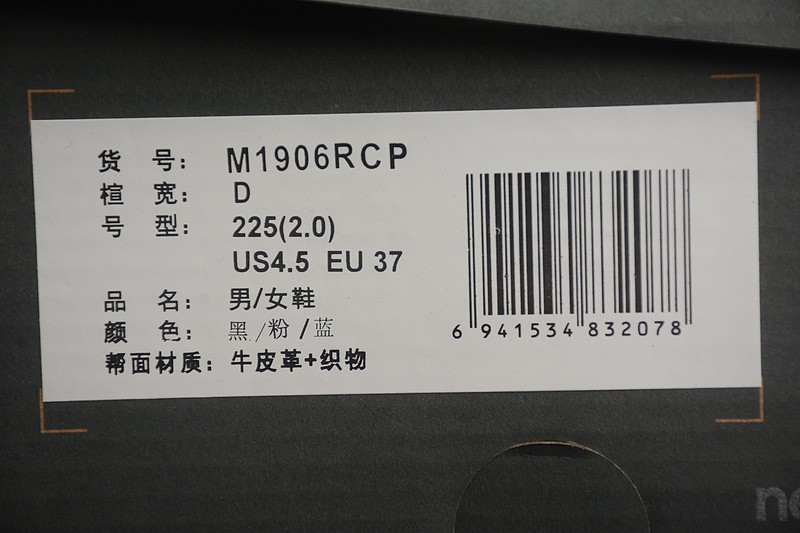 货 号: M1906RCP
楦 宽: D
号 型: 225(2.0)
US4.5 EU 37
品 名: 男/女鞋
颜 色: 黑/粉/蓝
帮面材质: 牛皮革+织物
6 941534 832078